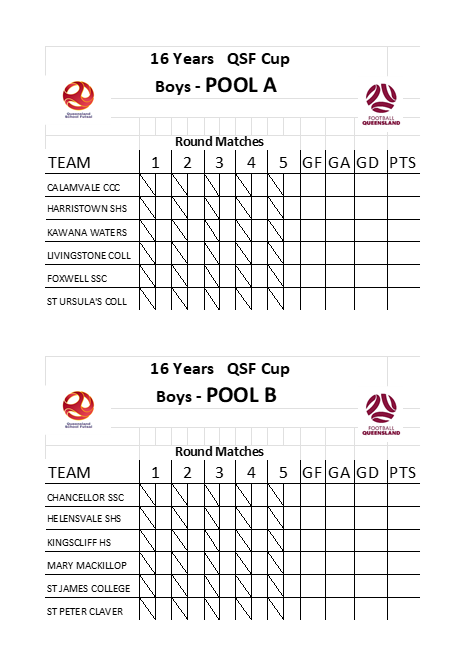 16 Years QSF Cup
Boys - POOL A
Queensland
School Futsal
FOOTBALL
QUEENSLAND
Round Matches
TEAM 1 2 3 4 5 GF GA GD PTS
CALAMVALE CCC
HARRISTOWN SHS
KAWANA WATERS
LIVINGSTONE COLL
FOXWELL SSC
ST URSULA'S COLL
16 Years QSF Cup
Boys - POOL B
Queensland
School Futsal
FOOTBALL
QUEENSLAND
Round Matches
TEAM 1 2 3 4 5 GF GA GD PTS
CHANCELLOR SSC
HELENSVALE SHS
KINGSCLIFF HS
MARY MACKILLOP
ST JAMES COLLEGE
ST PETER CLAVER